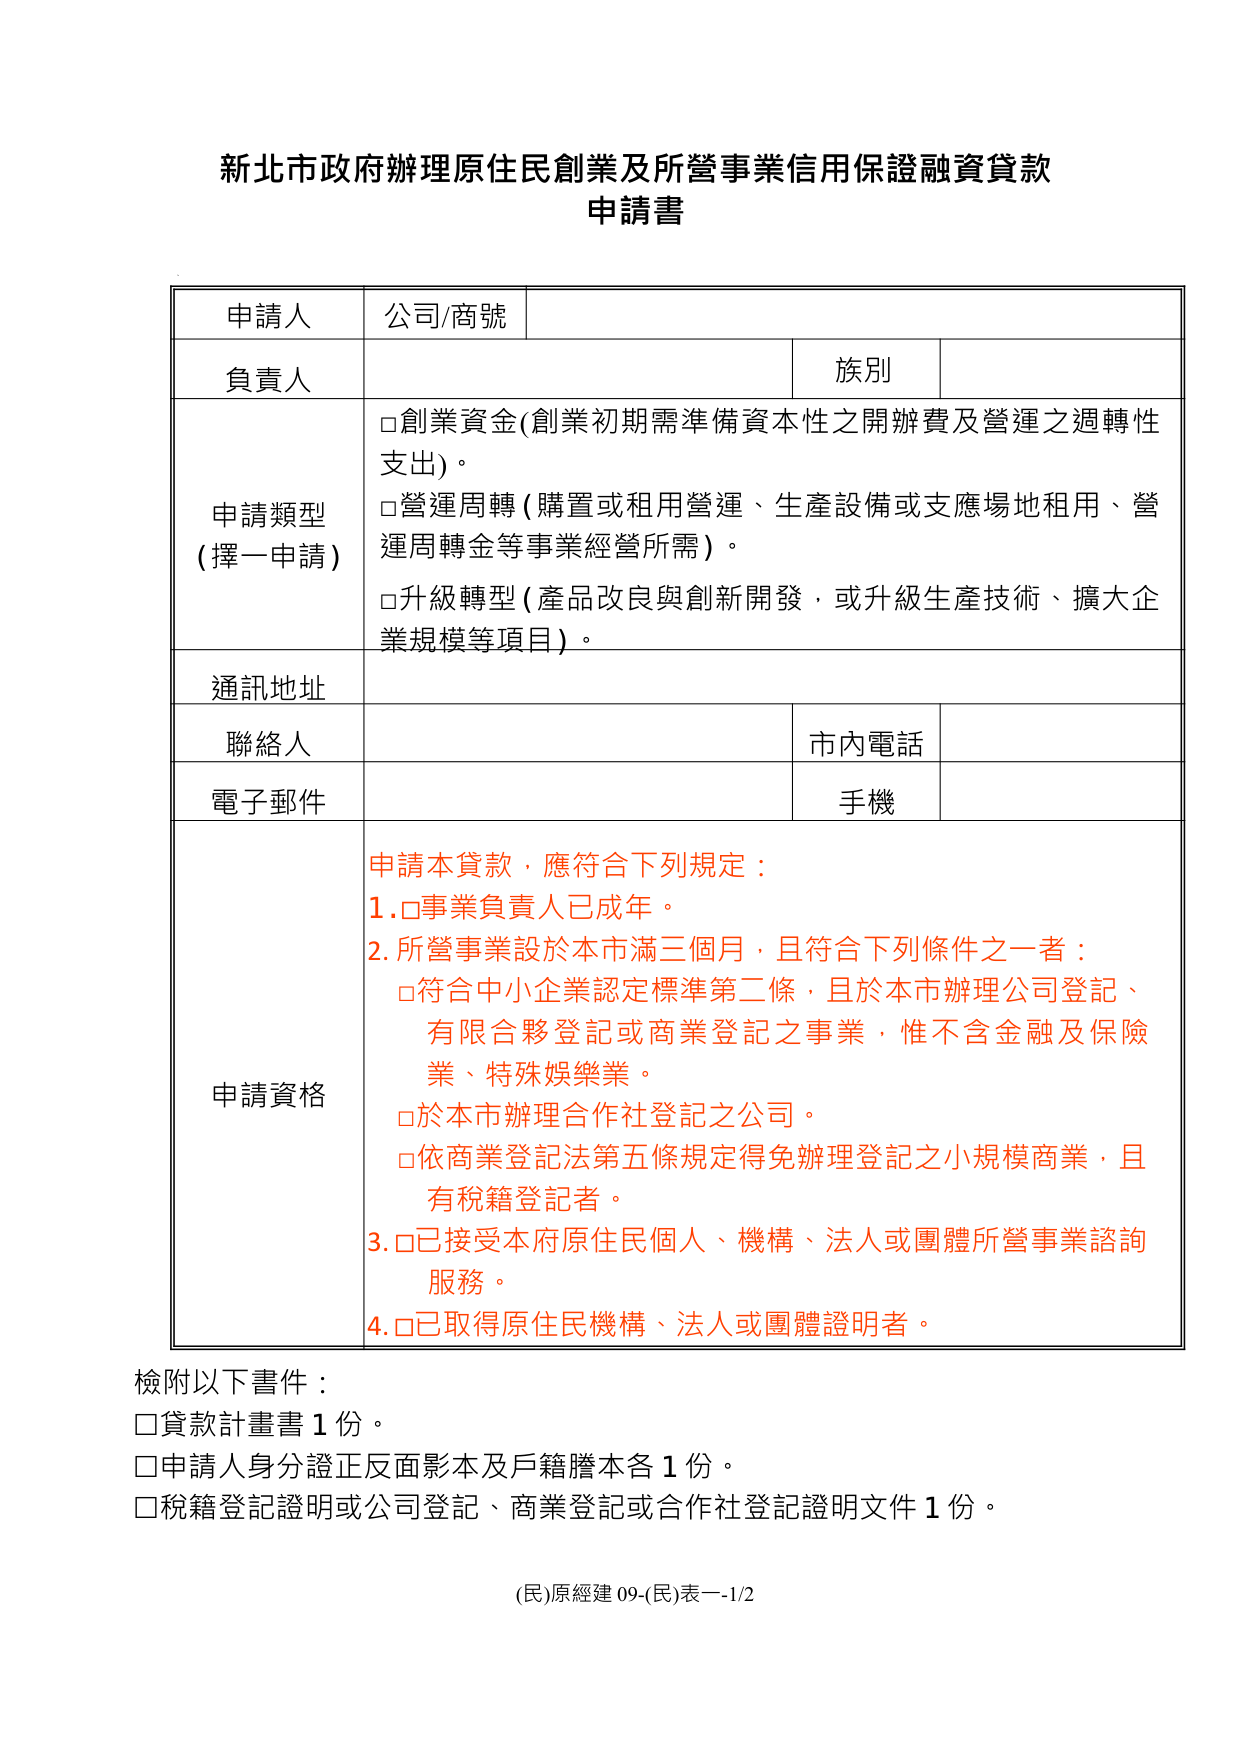 新北市政府辦理原住民創業及所營事業信用保證融資貸款
申請書
申請人 公司/商號
負責人 族別
申請類型
(擇一申請)
□創業資金(創業初期需準備資本性之開辦費及營運之週轉性
支出)。
□營運周轉(購置或租用營運、生產設備或支應場地租用、營
運周轉金等事業經營所需)。
□升級轉型(產品改良與創新開發，或升級生產技術、擴大企
業規模等項目)。
通訊地址
聯絡人 市內電話
電子郵件 手機
申請資格
申請本貸款，應符合下列規定：
1.□事業負責人已成年。
2.所營事業設於本市滿三個月，且符合下列條件之一者：
□符合中小企業認定標準第二條，且於本市辦理公司登記、
有限合夥登記或商業登記之事業，惟不含金融及保險
業、特殊娛樂業。
□於本市辦理合作社登記之公司。
□依商業登記法第五條規定得免辦理登記之小規模商業，且
有稅籍登記者。
3.□已接受本府原住民個人、機構、法人或團體所營事業諮詢
服務。
4.□已取得原住民機構、法人或團體證明者。
檢附以下書件：
□貸款計畫書 1 份。
□申請人身分證正反面影本及戶籍謄本各 1 份。
□稅籍登記證明或公司登記、商業登記或合作社登記證明文件 1 份。
(民)原經建 09-(民)表一-1/2